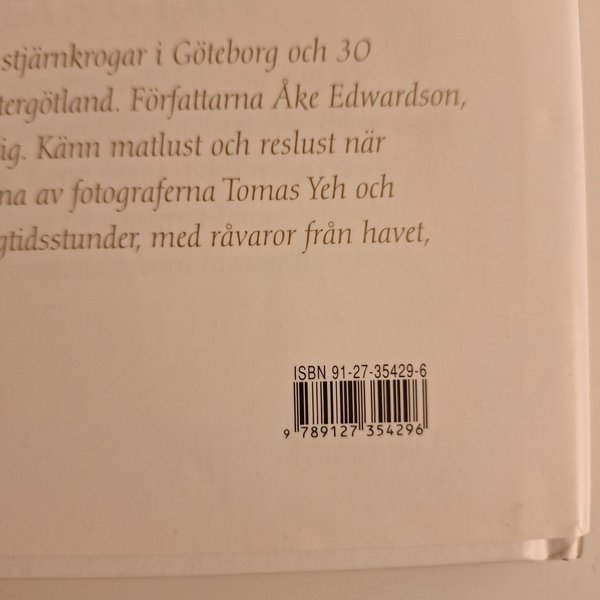 stjärnkrogar i Göteborg och 30
tergötland. Författarna Åke Edwardson,
ig. Känn matlust och reslust när
na av fotograferna Tomas Yeh och
gtidsstunder, med råvaror från havet,
ISBN 91-27-35429-6
9 789127 354296